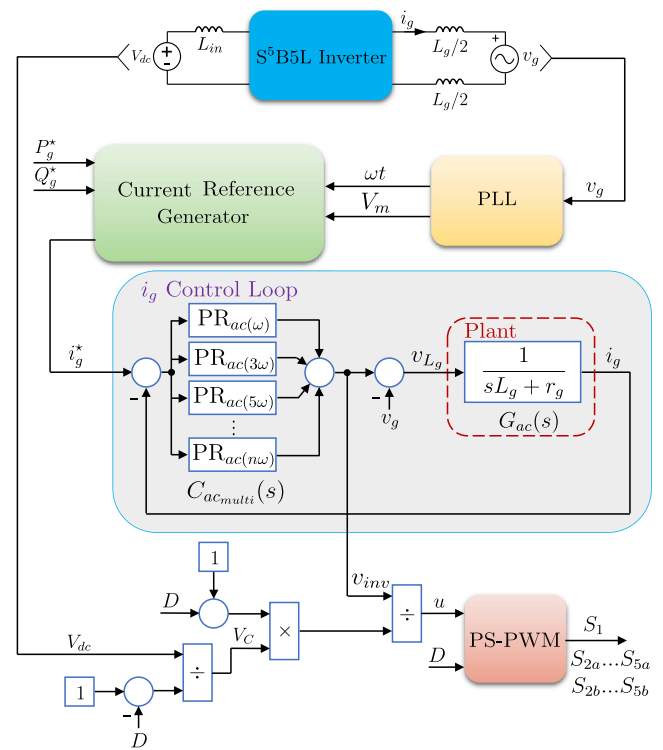 i_g
L_in
S⁵B5L Inverter
L_g/2
V_dc
+
−
+
v_g
L_g/2
P_g^⋆
Q_g^⋆
Current Reference
Generator
ωt
V_m
PLL
v_g
i_g Control Loop
PR_ac(ω)
Plant
i_g^⋆
PR_ac(3ω)
v_Lg
1
sL_g + r_g
i_g
-
PR_ac(5ω)
-
v_g
G_ac(s)
⋮
PR_ac(nω)
C_ac_multi(s)
1
D
v_inv
÷
u
PS-PWM
S_1
V_dc
V_C
×
D
S_2a...S_5a
÷
S_2b...S_5b
1
-
D